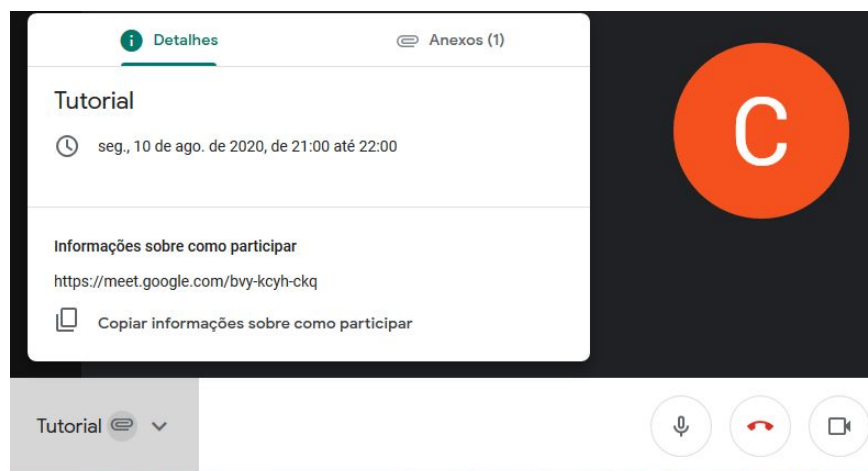 Detalhes
Anexos (1)
Tutorial
seg., 10 de ago. de 2020, de 21:00 até 22:00
Informações sobre como participar
https://meet.google.com/bvy-kcyh-ckq
Copiar informações sobre como participar
C
Tutorial